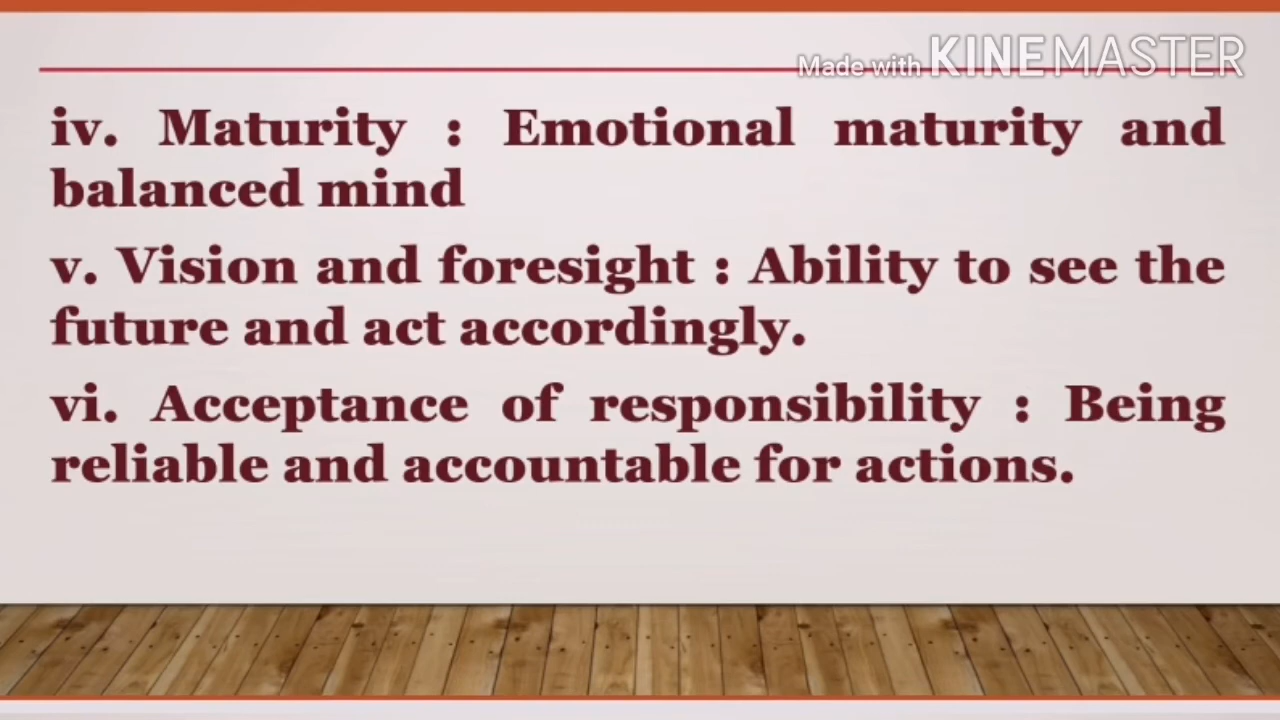 Made with KINEMASTER
iv. Maturity : Emotional maturity and
balanced mind
v. Vision and foresight : Ability to see the
future and act accordingly.
vi. Acceptance of responsibility : Being
reliable and accountable for actions.